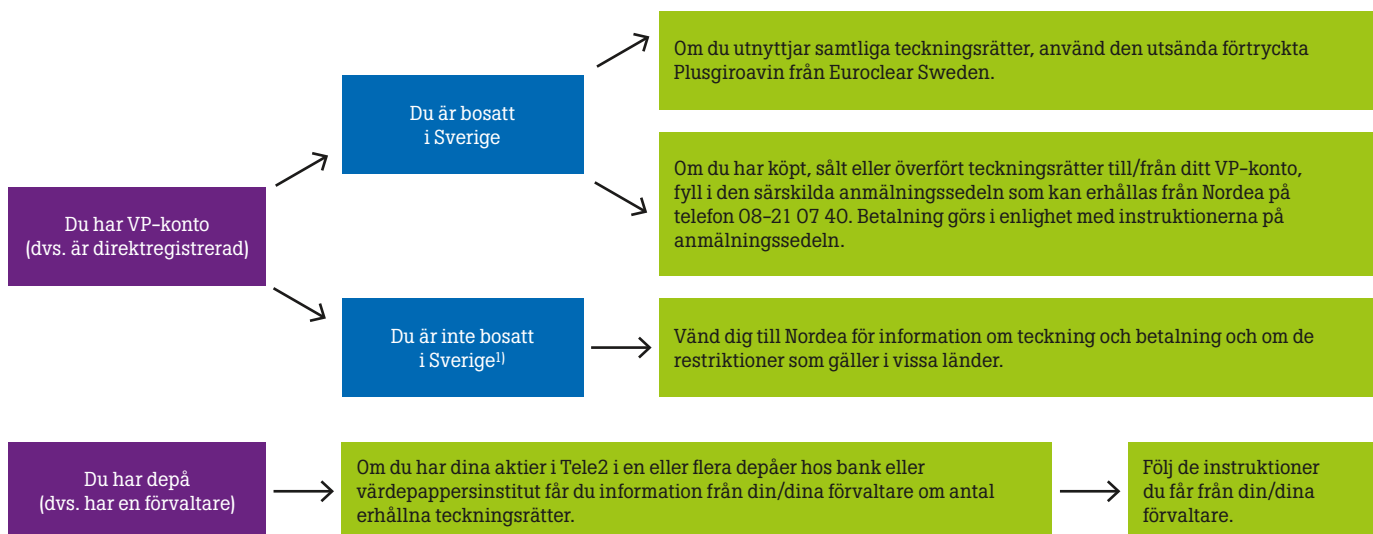 Om du utnyttjar samtliga teckningsrätter, använd den utsända förtryckta
Plusgiroavin från Euroclear Sweden.
Du är bosatt
i Sverige
Om du har köpt, sålt eller överfört teckningsrätter till/från ditt VP-konto,
fyll i den särskilda anmälningssedeln som kan erhållas från Nordea på
telefon 08-21 07 40. Betalning görs i enlighet med instruktionerna på
anmälningssedeln.
Du har VP-konto
(dvs. är direktregistrerad)
Du är inte bosatt
i Sverige¹⁾
Vänd dig till Nordea för information om teckning och betalning och om de
restriktioner som gäller i vissa länder.
Du har depå
(dvs. har en förvaltare)
Om du har dina aktier i Tele2 i en eller flera depåer hos bank eller
värdepappersinstitut får du information från din/dina förvaltare om antal
erhållna teckningsrätter.
Följ de instruktioner
du får från din/dina
förvaltare.